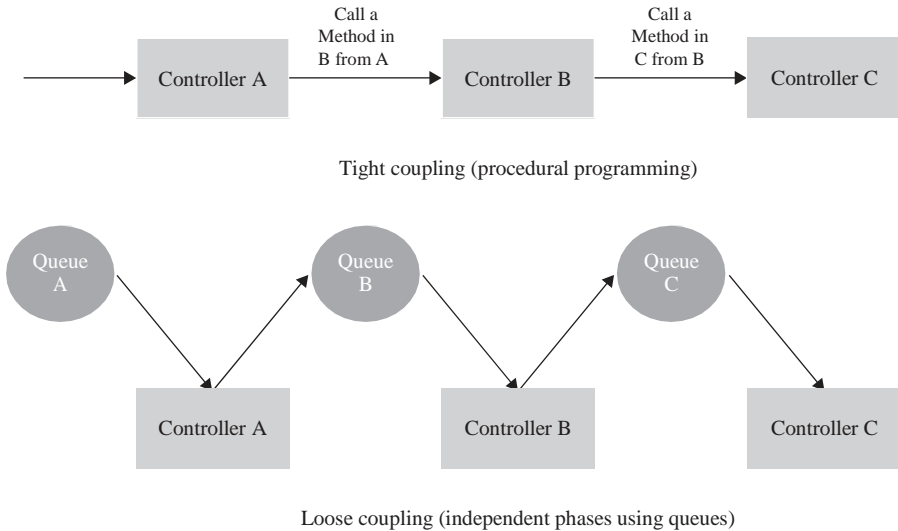 Call a
Method in
B from A
Call a
Method in
C from B
Controller A
Controller B
Controller C
Tight coupling (procedural programming)
Queue
A
Queue
B
Queue
C
Controller A
Controller B
Controller C
Loose coupling (independent phases using queues)